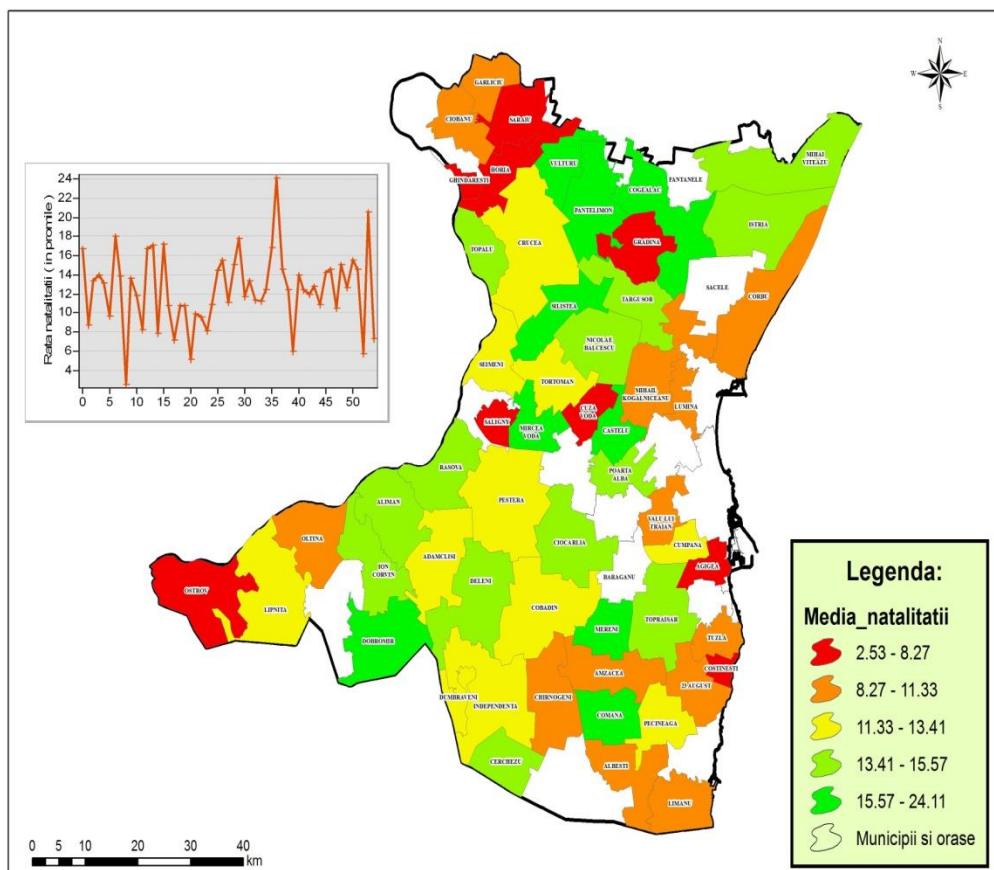 N
W E
S
GARLICIU
CIOBANU
SARAIU
HORIA
GHINDARESTI
VULTURU
COGEALAC
FANTANELE
MIHAI
VITEAZU
PANTELIMON
ISTRIA
GRADINA
CRUCEA
TOPALU
SACELE
CORBU
TARGUSOR
SILISTEA
NICOLAE
BALCESCU
SEIMENI
TORTOMAN
MIHAIL
KOGALNICEANU
LUMINA
CUZA
VODA
SALIGNY
MIRCEA
VODA
CASTELU
POARTA
ALBA
RASOVA
PESTERA
ALIMAN
VALU LUI
TRAIAN
OLTINA
CIOCARLIA
CUMPANA
ADAMCLISI
AGIGEA
ION
CORVIN
DELENI
BARAGANU
OSTROV
LIPNITA
COBADIN
TOPRAISAR
MERENI
DOBROMIR
TUZLA
COSTINESTI
AMZACEA
23 AUGUST
DUMBRAVENI
INDEPENDENTA
CHIRNOGENI
COMANA
PECINEAGA
CERCHEZU
ALBESTI
LIMANU
Rata natalitatii (in promile)
24
22
20
18
16
14
12
10
8
6
4
0 5 10 15 20 25 30 35 40 45 50
Legenda:
Media_natalitatii
2.53 - 8.27
8.27 - 11.33
11.33 - 13.41
13.41 - 15.57
15.57 - 24.11
Municipii si orase
0 5 10 20 30 40
km